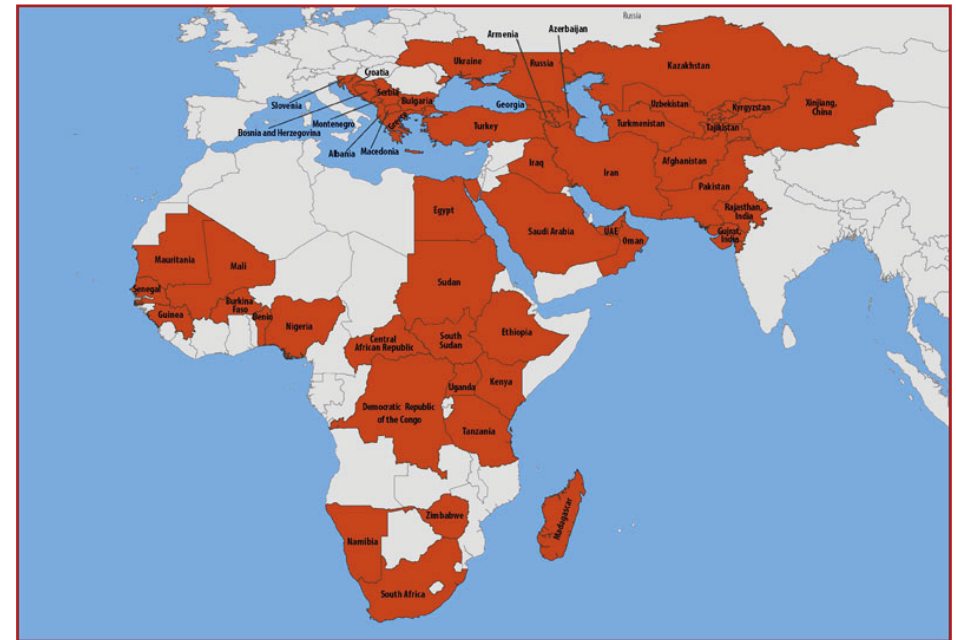 Russia
Armenia
Azerbaijan
Ukraine
Russia
Kazakhstan
Croatia
Slovenia
Serbia
Bulgaria
Georgia
Uzbekistan
Kyrgyzstan
Xinjiang,
China
Bosnia and Herzegovina
Montenegro
Greece
Turkey
Turkmenistan
Tajikistan
Albania
Macedonia
Iraq
Iran
Afghanistan
Pakistan
Egypt
Saudi Arabia
UAE
Oman
Rajasthan,
India
Gujrat,
India
Mauritania
Mali
Senegal
Sudan
Burkina
Faso
Guinea
Benin
Nigeria
Ethiopia
Central
African Republic
South
Sudan
Uganda
Kenya
Democratic Republic
of the Congo
Tanzania
Zimbabwe
Madagascar
Namibia
South Africa